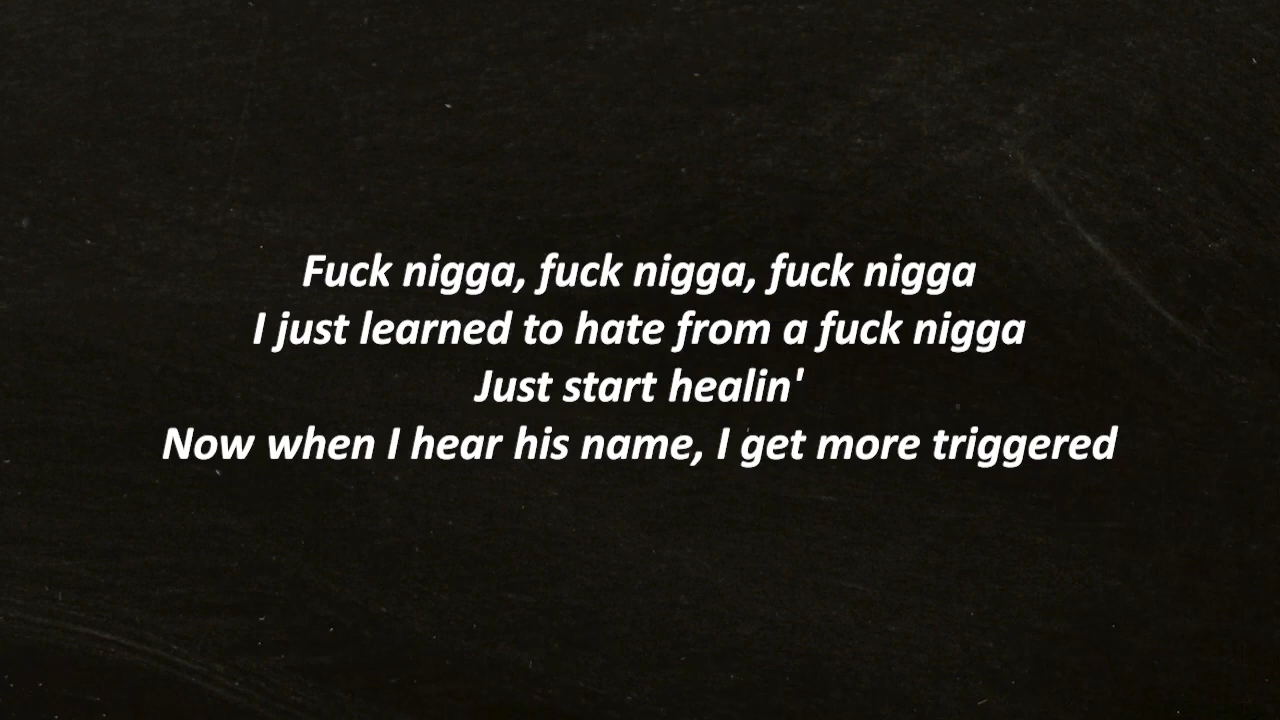 Fuck nigga, fuck nigga, fuck nigga
I just learned to hate from a fuck nigga
Just start healin'
Now when I hear his name, I get more triggered